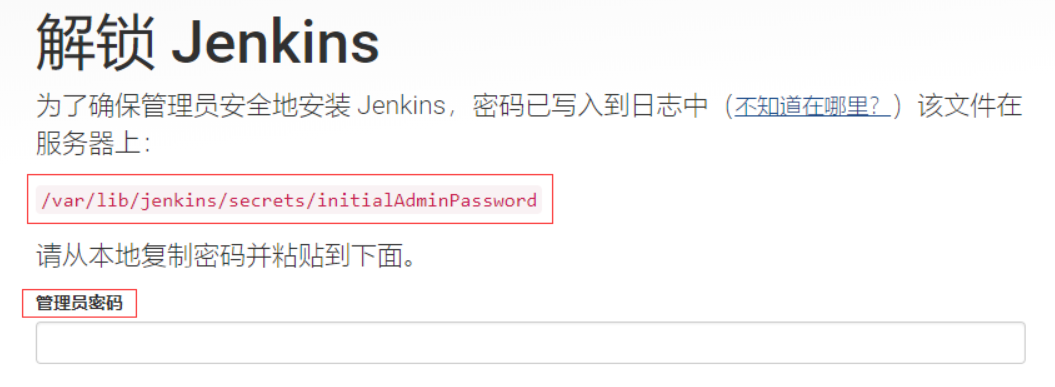 解锁 Jenkins
为了确保管理员安全地安装 Jenkins，密码已写入到日志中（不知道在哪里？）该文件在
服务器上：
/var/lib/jenkins/secrets/initialAdminPassword
请从本地复制密码并粘贴到下面。
管理员密码